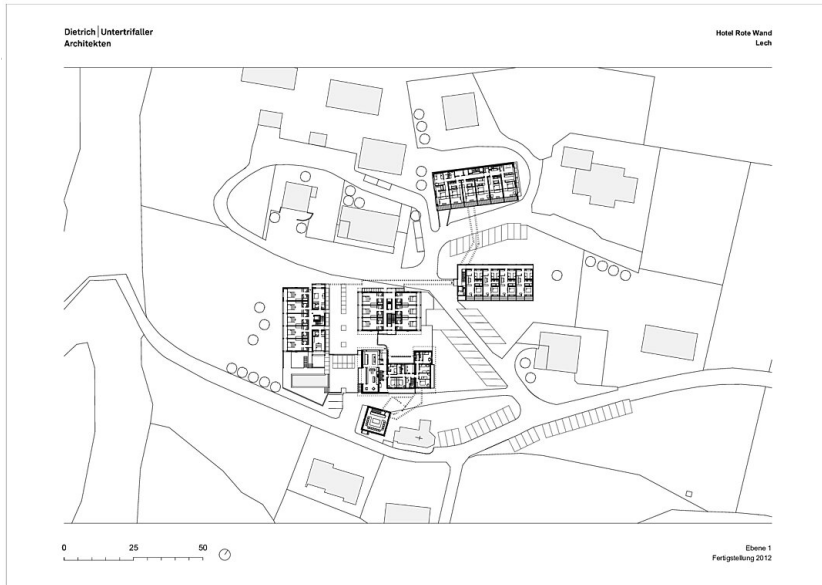 Dietrich | Untertrifaller
Architekten
Hotel Rote Wand
Lech
0 25 50
Ebene 1
Fertigstellung 2012